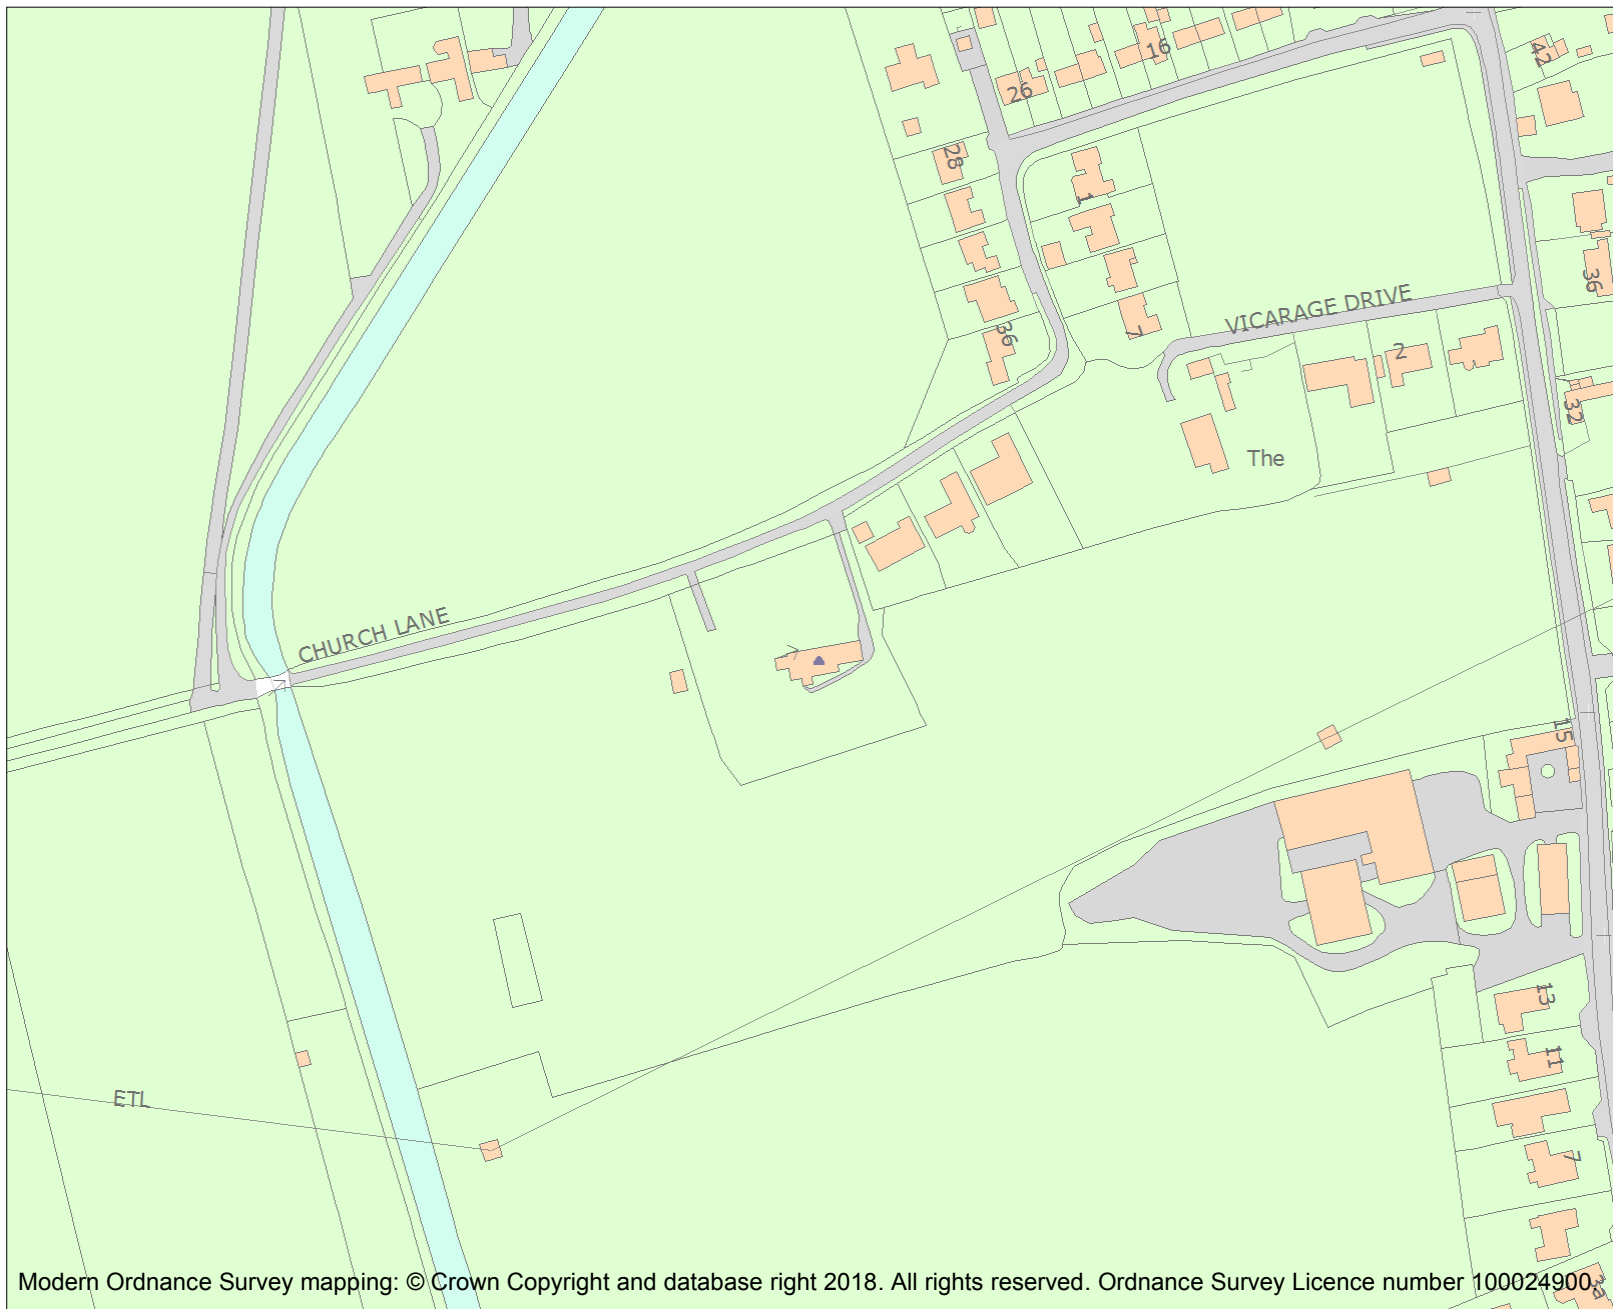 16
42
26
28
1
36
VICARAGE DRIVE
36
7
2
32
The
CHURCH LANE
7
15
13
11
ETL
7
3a
Modern Ordnance Survey mapping: © Crown Copyright and database right 2018. All rights reserved. Ordnance Survey Licence number 100024900.